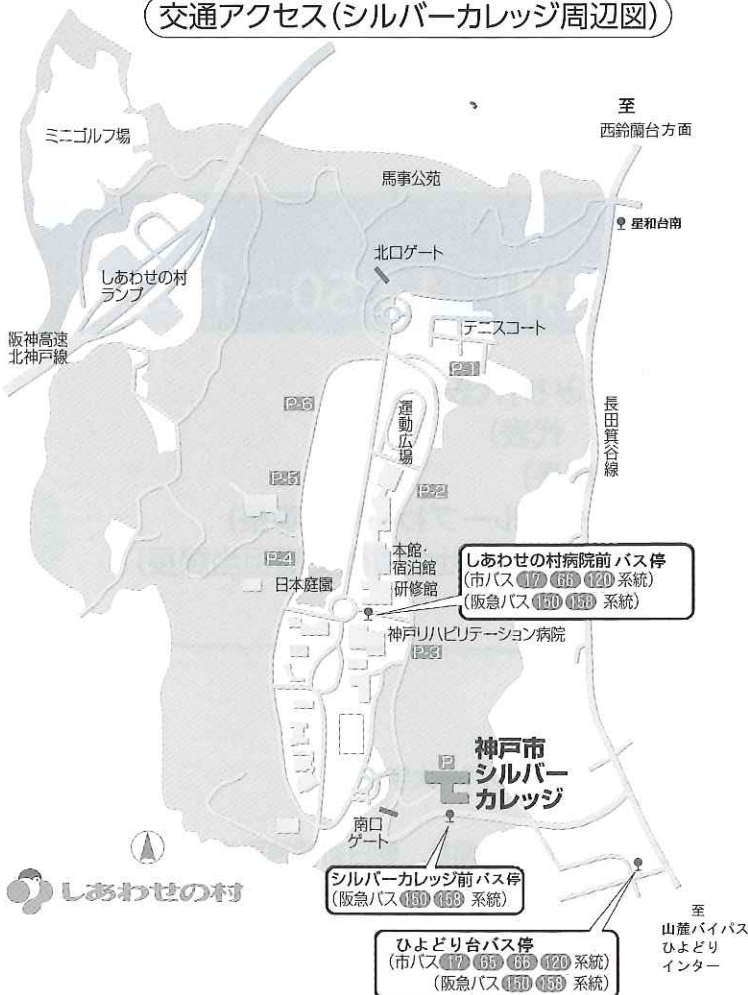 交通アクセス(シルバーカレッジ周辺図)
至
西鈴蘭台方面
ミニゴルフ場
馬事公苑
星和台南
北口ゲート
しあわせの村
ランプ
テニスコート
阪神高速
北神戸線
P-1
P-6
運動広場
長田箕谷線
P-5
P-2
本館・
宿泊館
研修館
しあわせの村病院前バス停
(市バス 17 66 120 系統)
(阪急バス 150 158 系統)
P-4
日本庭園
神戸リハビリテーション病院
P-3
P
神戸市
シルバー
カレッジ
南口
ゲート
しあわせの村
シルバーカレッジ前バス停
(阪急バス 150 158 系統)
ひよどり台バス停
(市バス 17 65 66 120 系統)
(阪急バス 150 158 系統)
至
山麓バイパス
ひよどり
インター